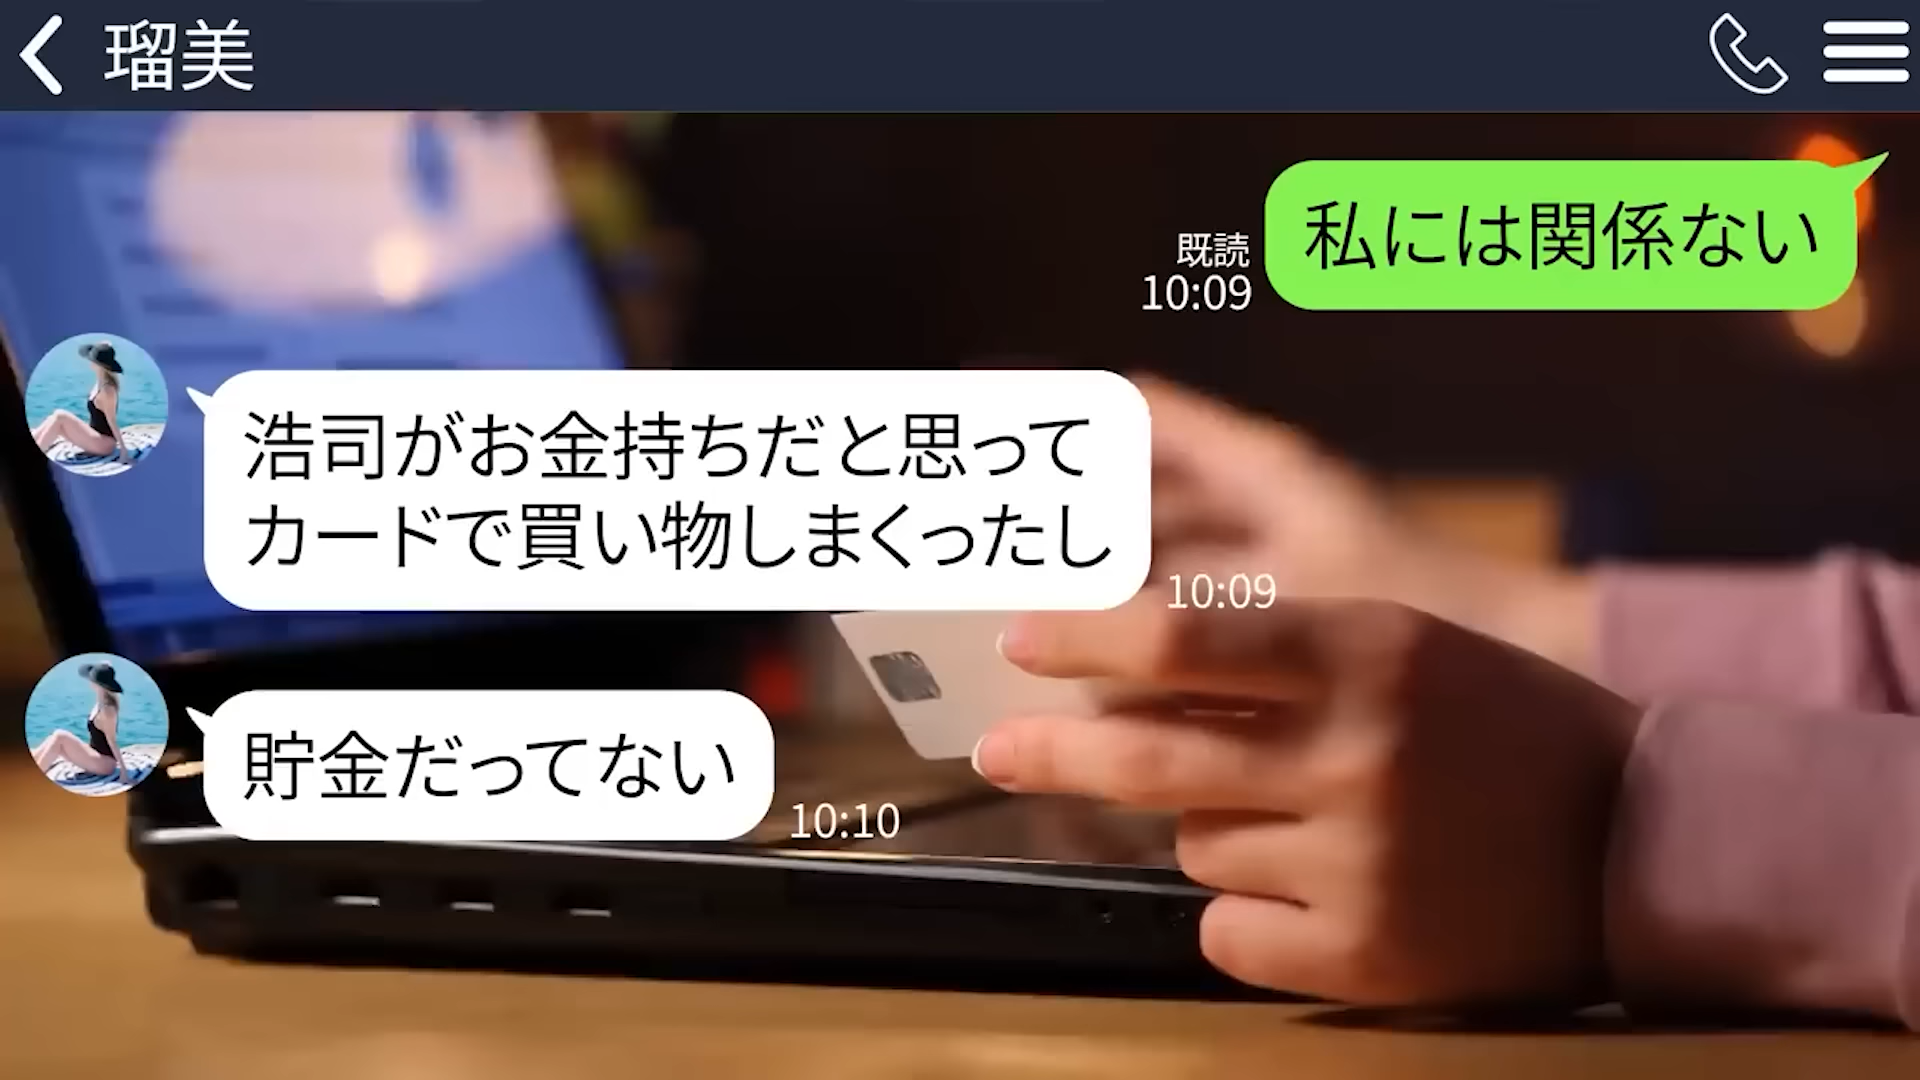 瑠美
私には関係ない
既読
10:09
浩司がお金持ちだと思って
カードで買い物しまくったし
10:09
貯金だってない
10:10